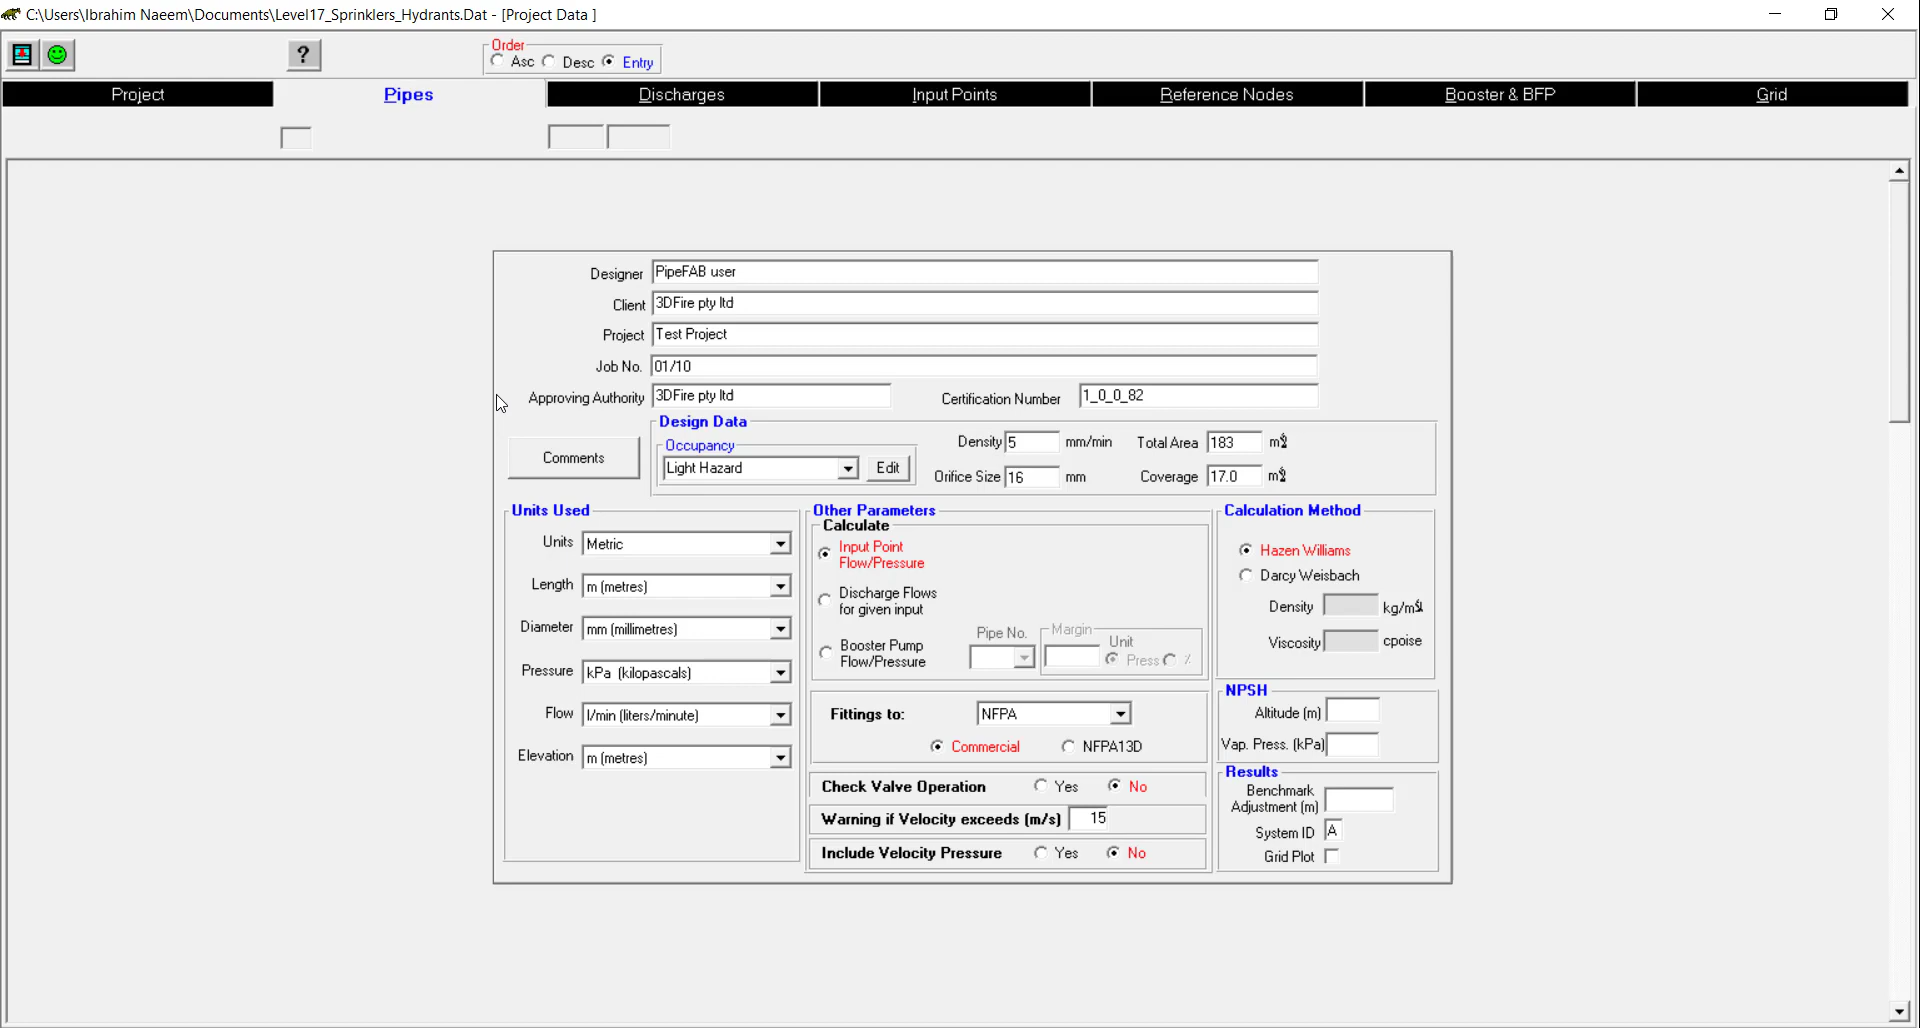 C:\Users\Ibrahim Naeem\Documents\Level17_Sprinklers_Hydrants.Dat - [Project Data ]
?
Order
Asc Desc Entry
Project Pipes Discharges Input Points Reference Nodes Booster & BFP Grid
Designer PipeFAB user
Client 3DFire pty ltd
Project Test Project
Job No. 01/10
Approving Authority 3DFire pty ltd Certification Number 1_0_0_82
Design Data
Comments
Occupancy
Light Hazard Edit
Density 5 mm/min Total Area 183
Orifice Size 16 mm Coverage 17.0
Units Used
Units Metric
Length m (metres)
Diameter mm (millimetres)
Pressure kPa (kilopascals)
Flow l/min (liters/minute)
Elevation m (metres)
Other Parameters
Calculate
Input Point
Flow/Pressure
Discharge Flows
for given input
Booster Pump
Flow/Pressure
Pipe No.
Margin
Unit
Press %
Fittings to: NFPA
Commercial NFPA13D
Check Valve Operation Yes No
Warning if Velocity exceeds (m/s) 15
Include Velocity Pressure Yes No
Calculation Method
Hazen Williams
Darcy Weisbach
Density
Viscosity cpoise
NPSH
Altitude (m)
Vap. Press. (kPa)
Results
Benchmark
Adjustment (m)
System ID A
Grid Plot